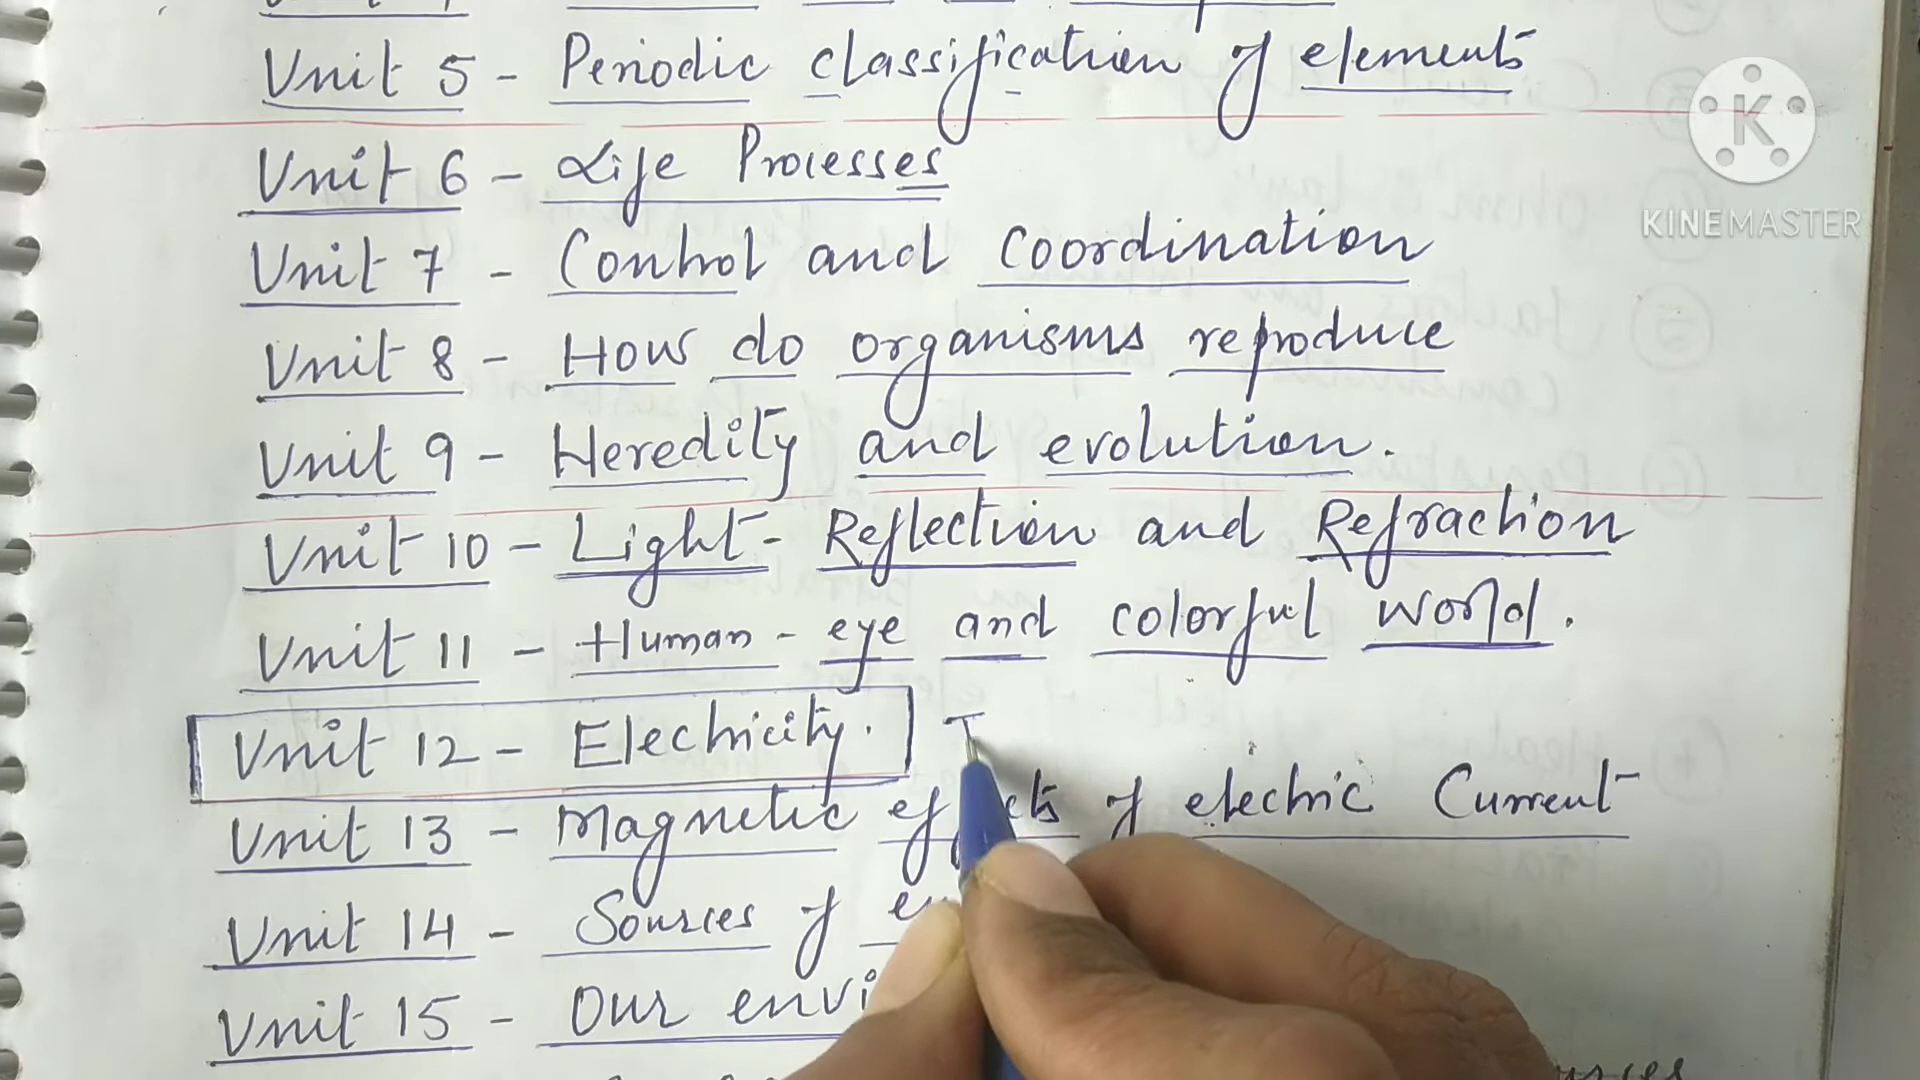 Unit 5 - Periodic classification of elements
Unit 6 - Life Processes
Unit 7 - Control and coordination
Unit 8 - How do organisms reproduce
Unit 9 - Heredity and evolution.
Unit 10 - Light - Reflection and Refraction
Unit 11 - Human - eye and colorful world.
Unit 12 - Electricity.
Unit 13 - Magnetic effects of electric Current
Unit 14 - Sources of
Unit 15 - Our
K
KINEMASTER